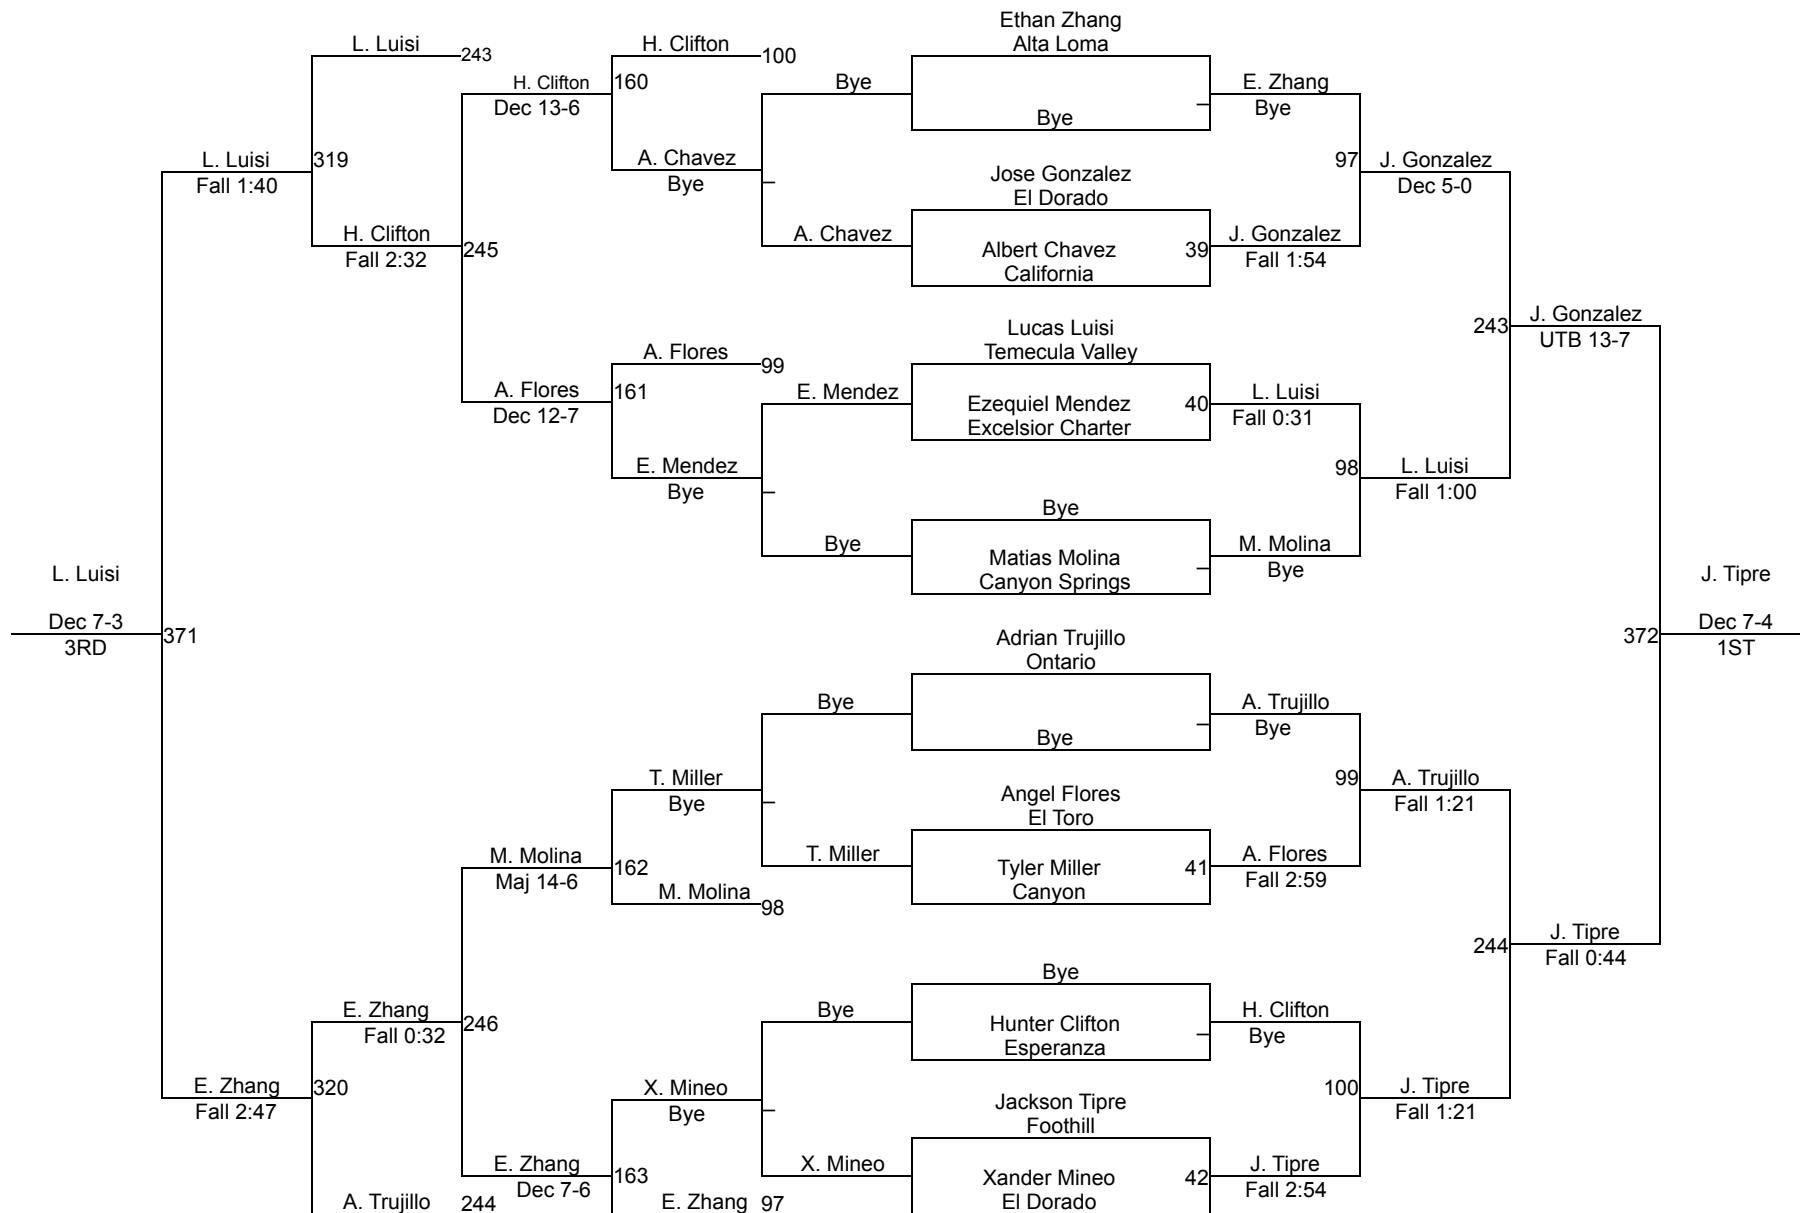 Ethan Zhang
L. Luisi
243
H. Clifton
100
Alta Loma
H. Clifton
160
Bye
E. Zhang
Dec 13-6
Bye
–
Bye
L. Luisi
319
A. Chavez
97
J. Gonzalez
Fall 1:40
Bye
–
Jose Gonzalez
Dec 5-0
El Dorado
H. Clifton
245
A. Chavez
Albert Chavez
39
J. Gonzalez
Fall 2:32
California
Fall 1:54
Lucas Luisi
243
J. Gonzalez
A. Flores
99
Temecula Valley
UTB 13-7
A. Flores
161
E. Mendez
Ezequiel Mendez
40
L. Luisi
Dec 12-7
Excelsior Charter
Fall 0:31
E. Mendez
98
L. Luisi
Bye
–
Fall 1:00
Bye
Bye
Matias Molina
M. Molina
L. Luisi
Canyon Springs
–
Bye
J. Tipre
Dec 7-3
371
Adrian Trujillo
372
Dec 7-4
3RD
Ontario
1ST
Bye
A. Trujillo
Bye
–
Bye
T. Miller
99
A. Trujillo
Bye
–
Angel Flores
Fall 1:21
El Toro
M. Molina
162
T. Miller
Tyler Miller
41
A. Flores
Maj 14-6
M. Molina
98
Canyon
Fall 2:59
244
J. Tipre
Bye
Fall 0:44
E. Zhang
246
Bye
Hunter Clifton
H. Clifton
Fall 0:32
Esperanza
–
Bye
E. Zhang
320
X. Mineo
100
J. Tipre
Fall 2:47
Bye
–
Jackson Tipre
Fall 1:21
Foothill
E. Zhang
163
X. Mineo
Xander Mineo
42
J. Tipre
Dec 7-6
Fall 2:54
A. Trujillo
244
E. Zhang
97
El Dorado